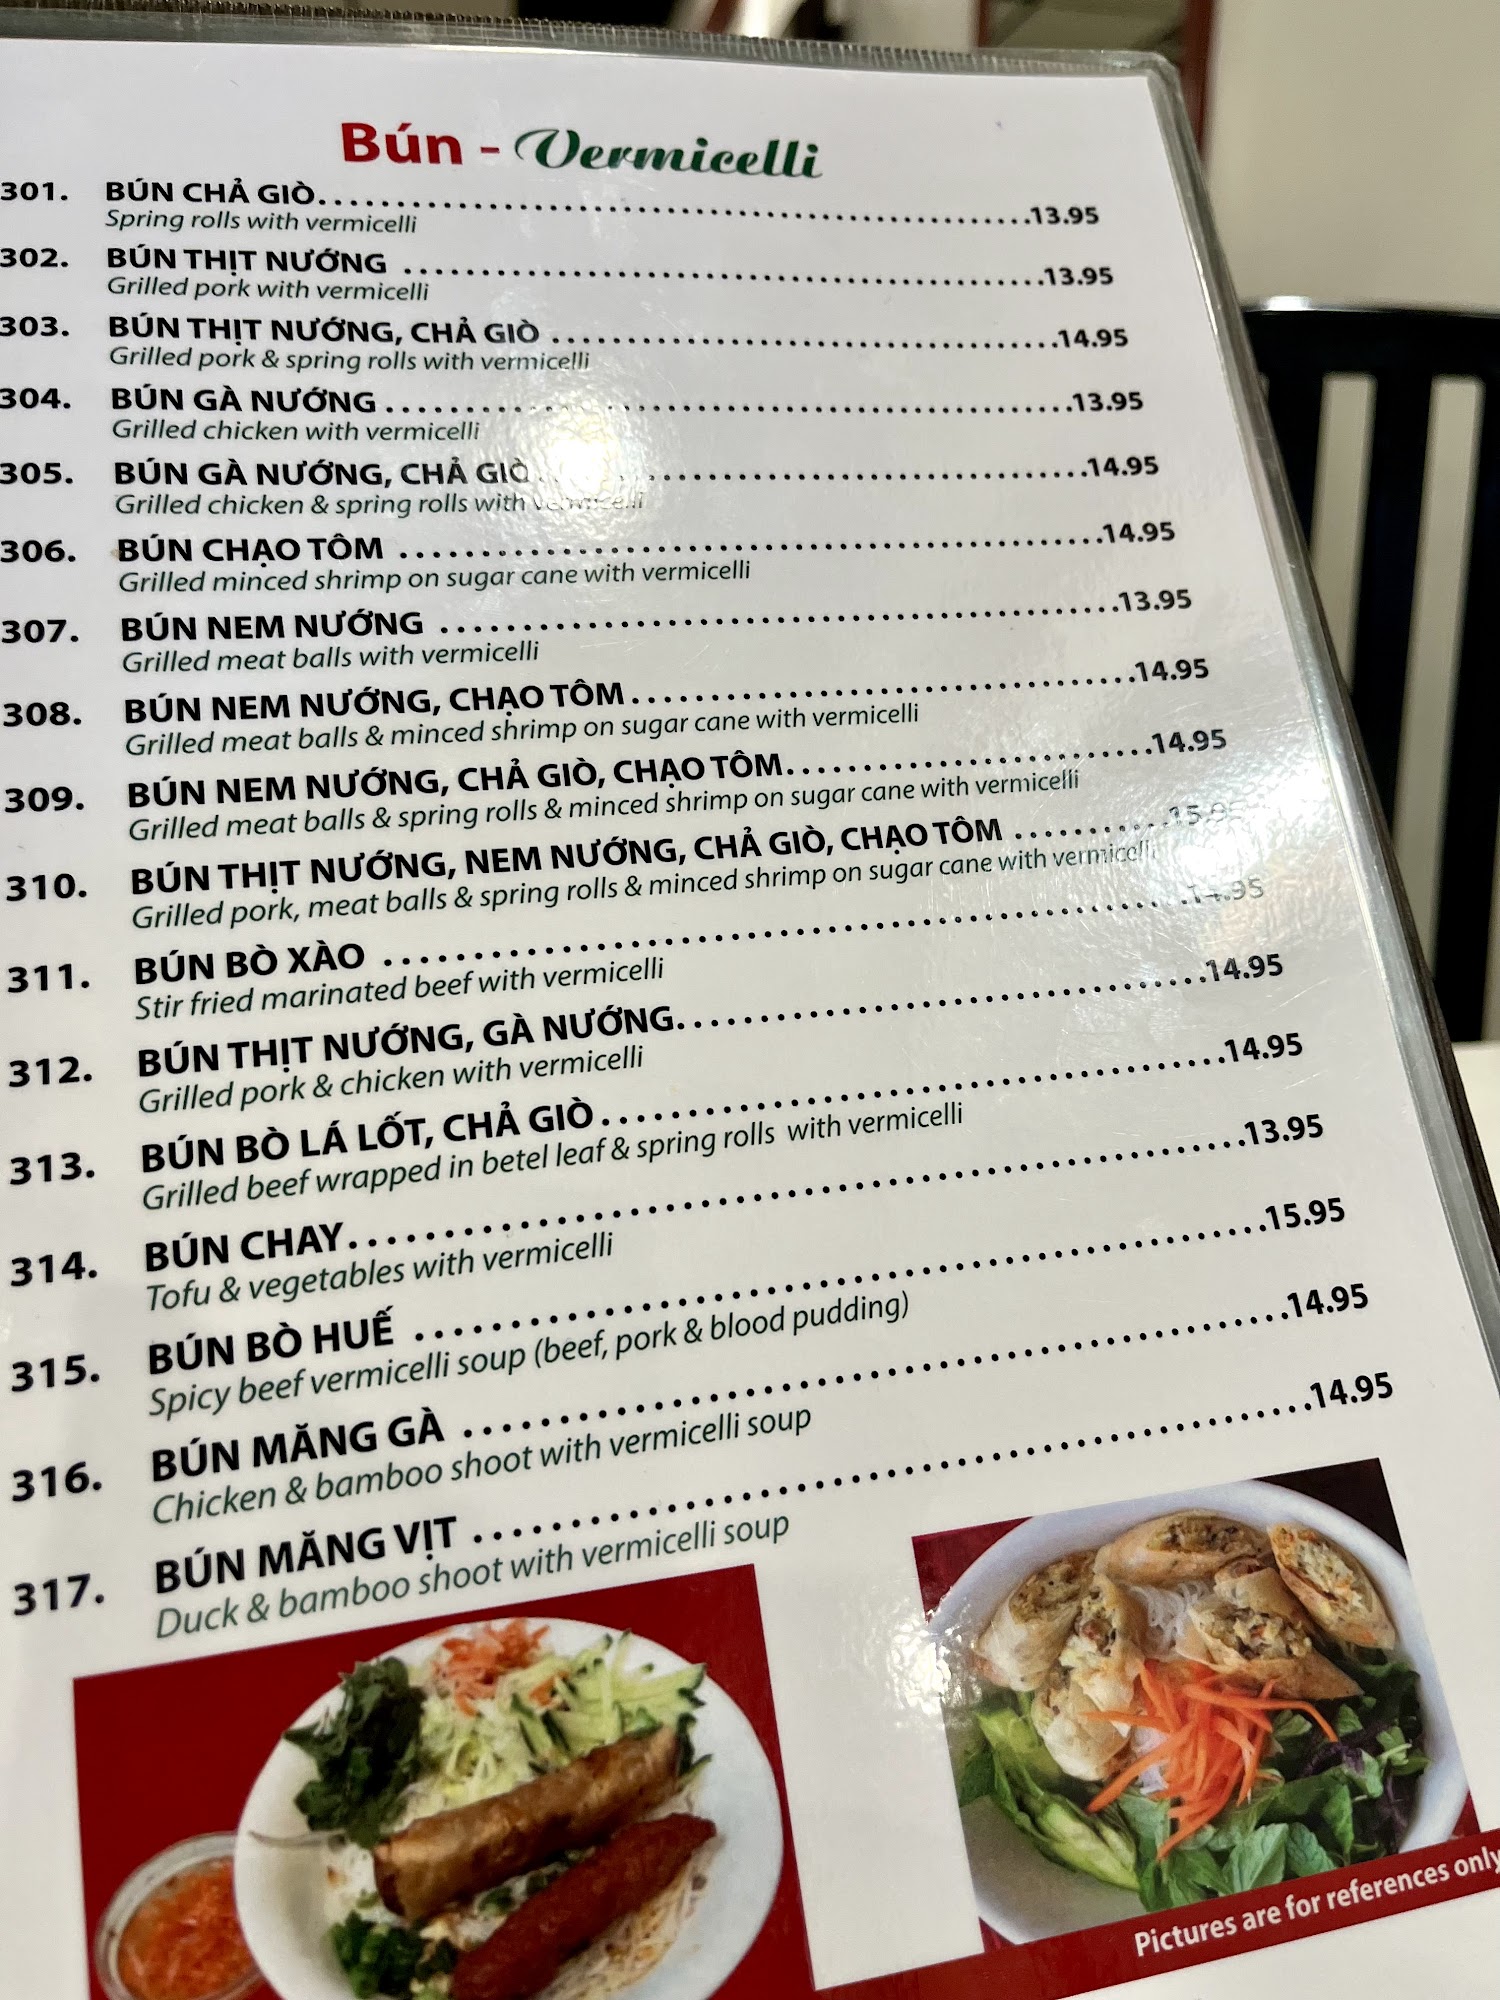 Bún - Vermicelli
301. BÚN CHẢ GIÒ..........13.95
Spring rolls with vermicelli
302. BÚN THỊT NƯỚNG ..........13.95
Grilled pork with vermicelli
303. BÚN THỊT NƯỚNG, CHẢ GIÒ ..........14.95
Grilled pork & spring rolls with vermicelli
304. BÚN GÀ NƯỚNG..........13.95
Grilled chicken with vermicelli
305. BÚN GÀ NƯỚNG, CHẢ GIÒ..........14.95
Grilled chicken & spring rolls with vermicelli
306. BÚN CHẠO TÔM ..........14.95
Grilled minced shrimp on sugar cane with vermicelli
307. BÚN NEM NƯỚNG ..........13.95
Grilled meat balls with vermicelli
308. BÚN NEM NƯỚNG, CHẠO TÔM..........14.95
Grilled meat balls & minced shrimp on sugar cane with vermicelli
309. BÚN NEM NƯỚNG, CHẢ GIÒ, CHẠO TÔM..........14.95
Grilled meat balls & spring rolls & minced shrimp on sugar cane with vermicelli
310. BÚN THỊT NƯỚNG, NEM NƯỚNG, CHẢ GIÒ, CHẠO TÔM ..........15.95
Grilled pork, meat balls & spring rolls & minced shrimp on sugar cane with vermicelli
311. BÚN BÒ XÀO ..........14.95
Stir fried marinated beef with vermicelli
312. BÚN THỊT NƯỚNG, GÀ NƯỚNG..........14.95
Grilled pork & chicken with vermicelli
313. BÚN BÒ LÁ LỐT, CHẢ GIÒ..........14.95
Grilled beef wrapped in betel leaf & spring rolls with vermicelli
314. BÚN CHAY..........13.95
Tofu & vegetables with vermicelli
315. BÚN BÒ HUẾ ..........15.95
Spicy beef vermicelli soup (beef, pork & blood pudding)
316. BÚN MĂNG GÀ ..........14.95
Chicken & bamboo shoot with vermicelli soup
317. BÚN MĂNG VỊT ..........14.95
Duck & bamboo shoot with vermicelli soup
Pictures are for references only